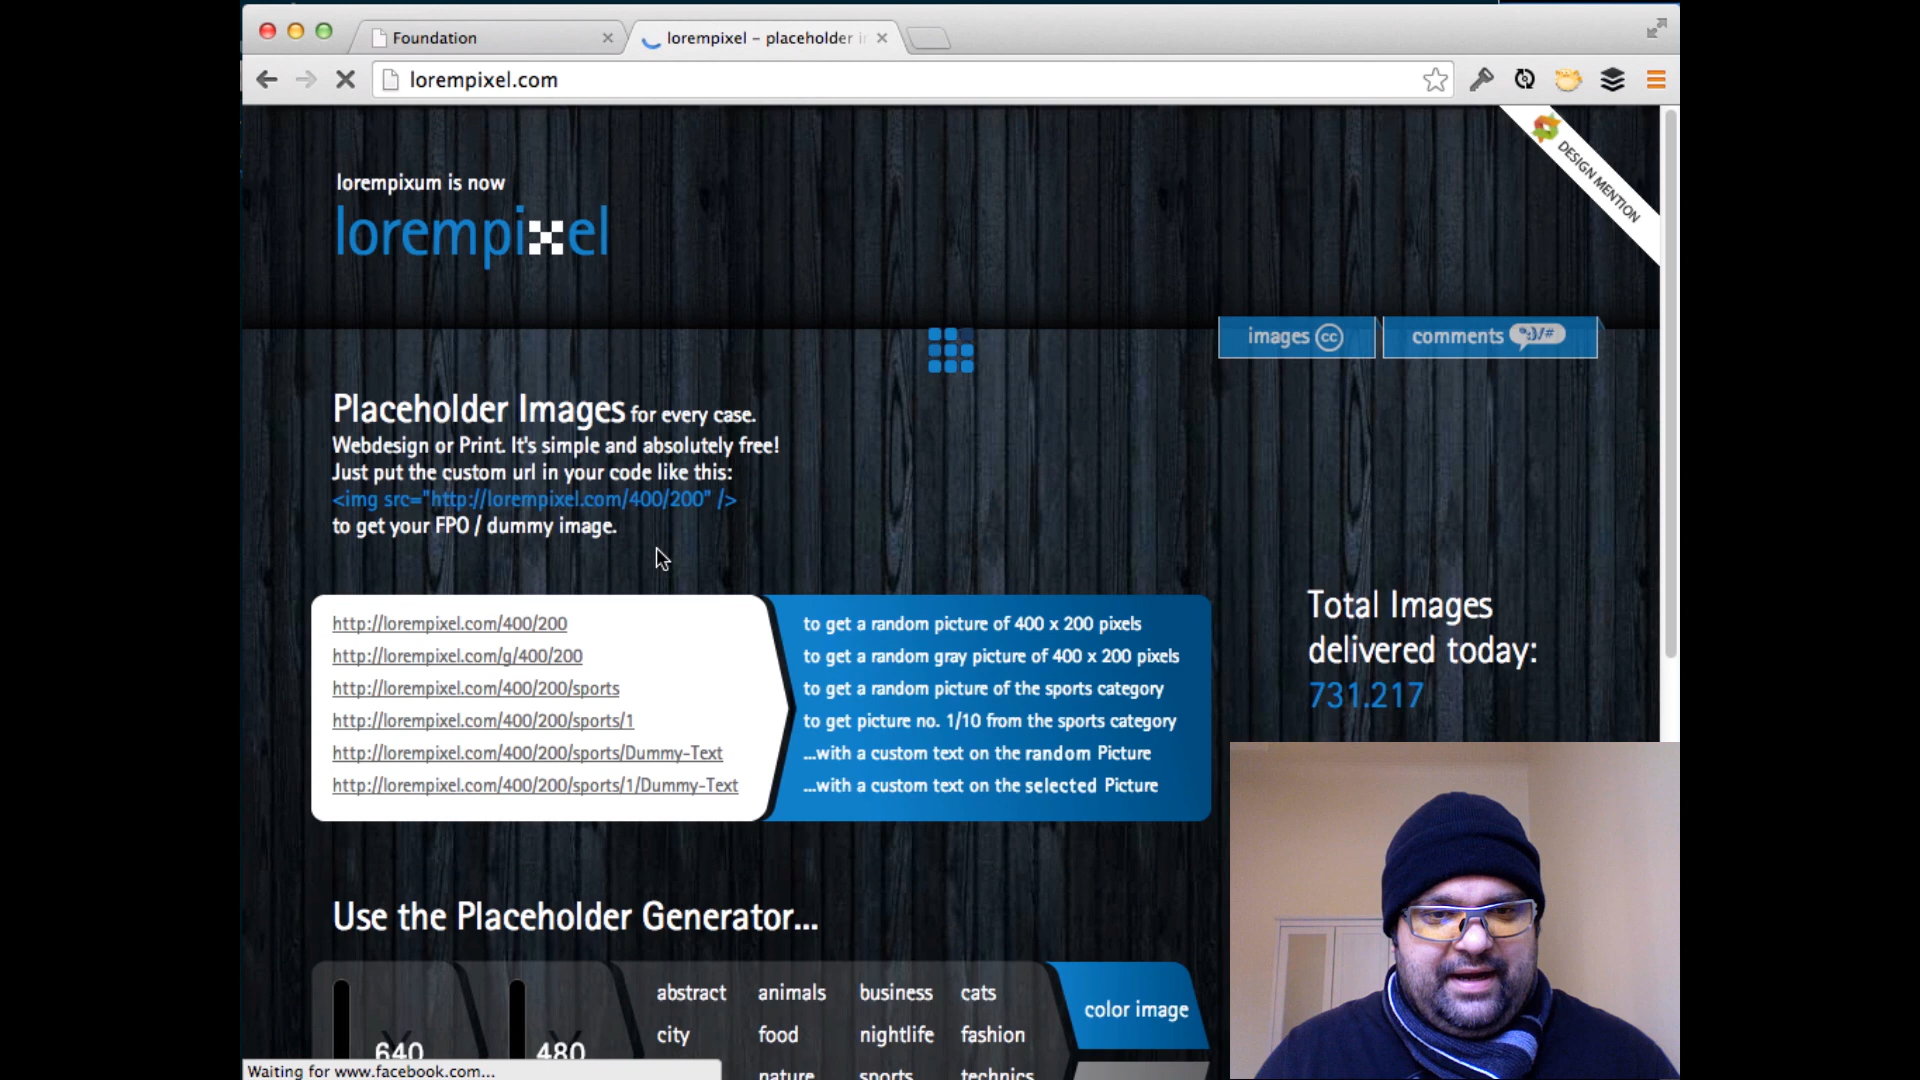 Foundation
lorempixel – placeholder i
lorempixel.com
DESIGN MENTION
lorempixum is now
lorempixel
images cc
comments
Placeholder Images for every case.
Webdesign or Print. It's simple and absolutely free!
Just put the custom url in your code like this:
<img src="http://lorempixel.com/400/200" />
to get your FPO / dummy image.
http://lorempixel.com/400/200 to get a random picture of 400 x 200 pixels
http://lorempixel.com/g/400/200 to get a random gray picture of 400 x 200 pixels
http://lorempixel.com/400/200/sports to get a random picture of the sports category
http://lorempixel.com/400/200/sports/1 to get picture no. 1/10 from the sports category
http://lorempixel.com/400/200/sports/Dummy-Text ...with a custom text on the random Picture
http://lorempixel.com/400/200/sports/1/Dummy-Text ...with a custom text on the selected Picture
Total Images
delivered today:
731.217
Use the Placeholder Generator...
abstract animals business cats
city food nightlife fashion
nature sports technics
640
480
color image
Waiting for www.facebook.com...